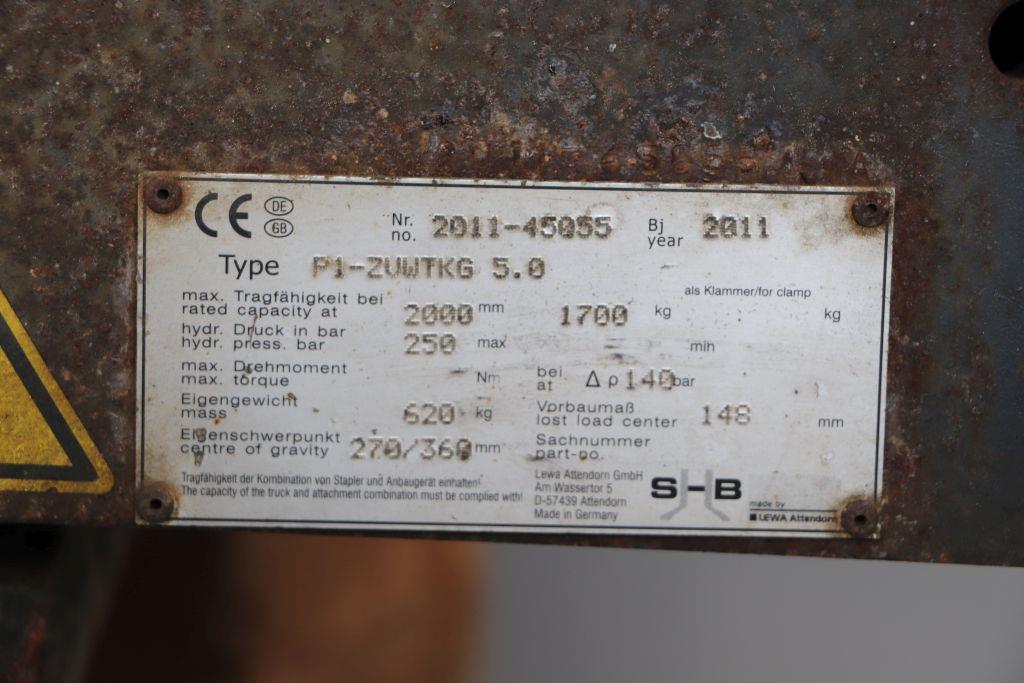 CE DE GB
Nr. no. 2011-45055 Bj year 2011
Type P1-ZVWTKG 5.0
als Klammer/for clamp
max. Tragfähigkeit bei
rated capacity at 2000 mm 1700 kg kg
hydr. Druck in bar
hydr. press. bar 250 max min
max. Drehmoment
max. torque Nm bei at Δ ρ 140 bar
Eigengewicht
mass 620 kg Vorbaumaß
lost load center 148 mm
Eigenschwerpunkt
centre of gravity 270/360 mm Sachnummer
part-no.
Tragfähigkeit der Kombination von Stapler und Anbaugerät einhalten!
The capacity of the truck and attachment combination must be complied with!
Lewa Attendorn GmbH
Am Wassertor 5
D-57439 Attendorn
Made in Germany
S-B
made by
LEWA Attendorn